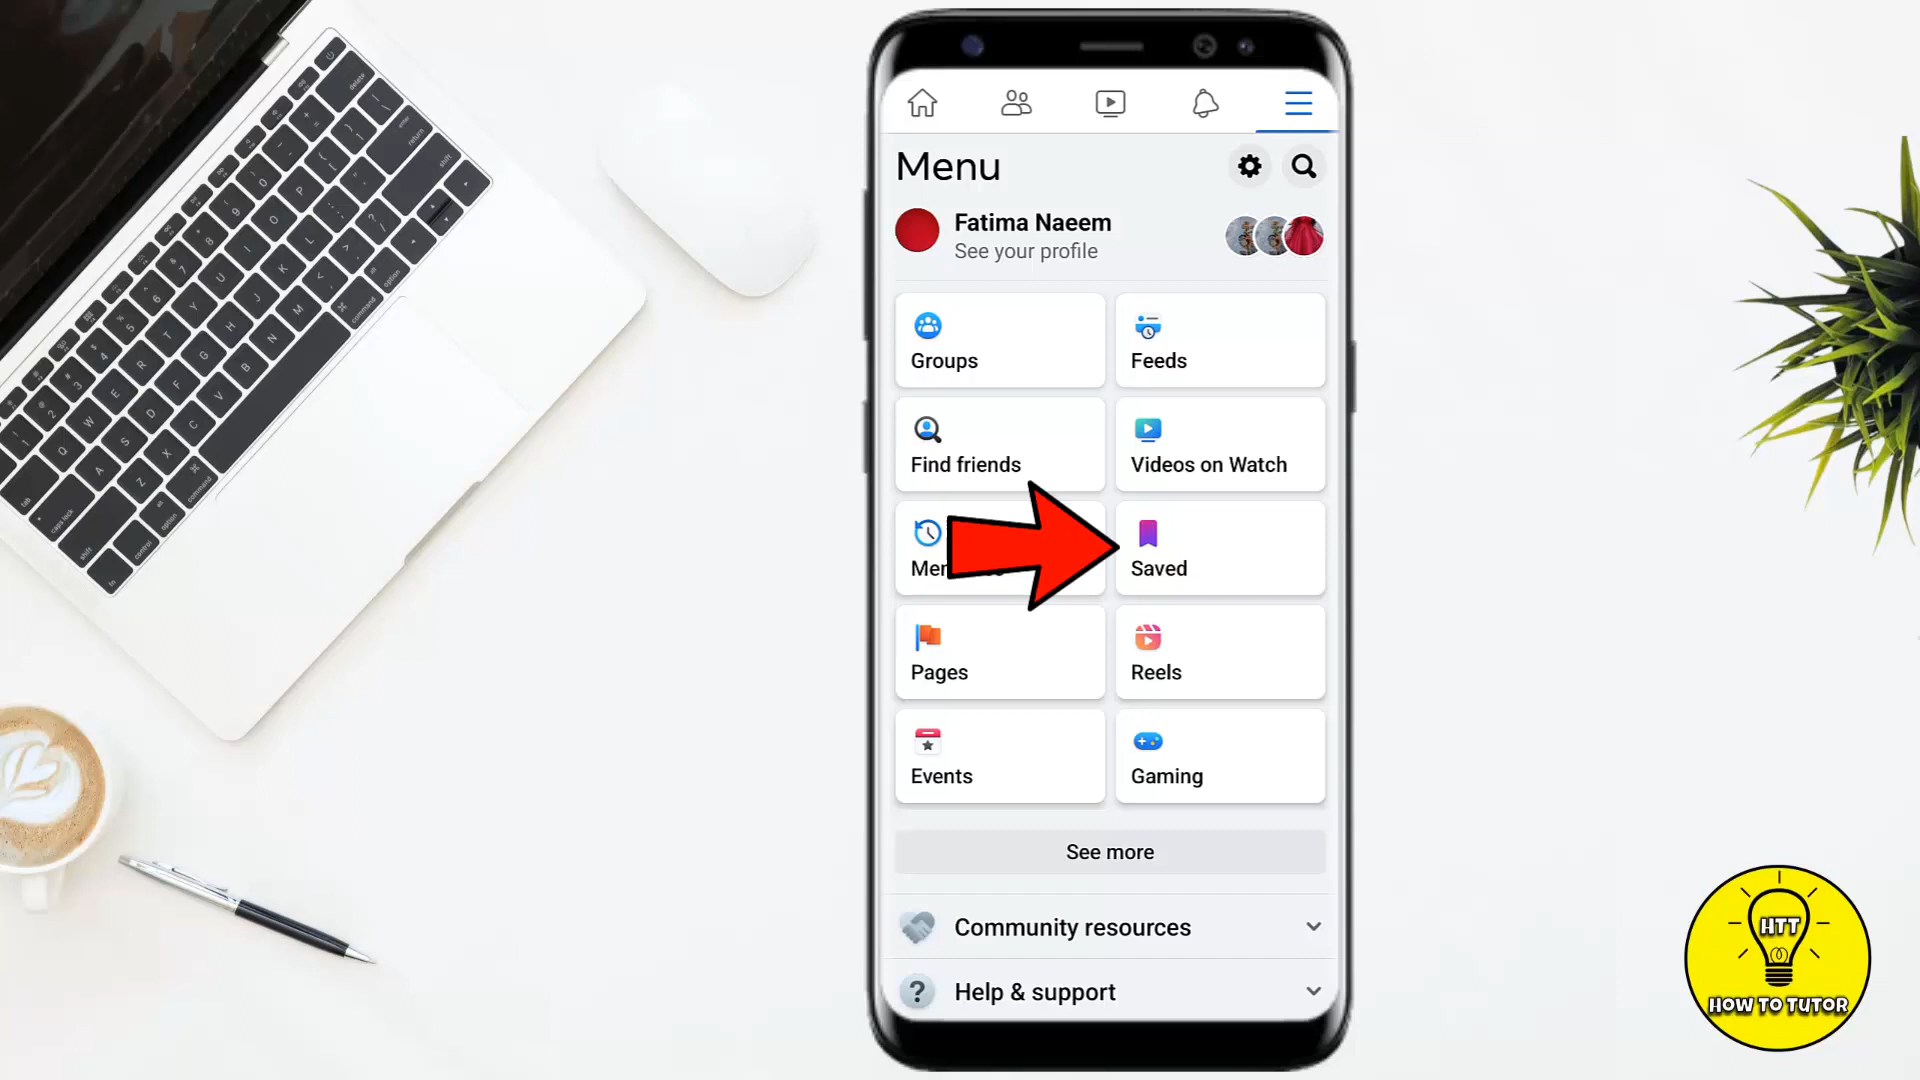 Menu
Fatima Naeem
See your profile
Groups
Feeds
Find friends
Videos on Watch
Saved
Pages
Reels
Events
Gaming
See more
Community resources
Help & support
HTT
HOW TO TUTOR